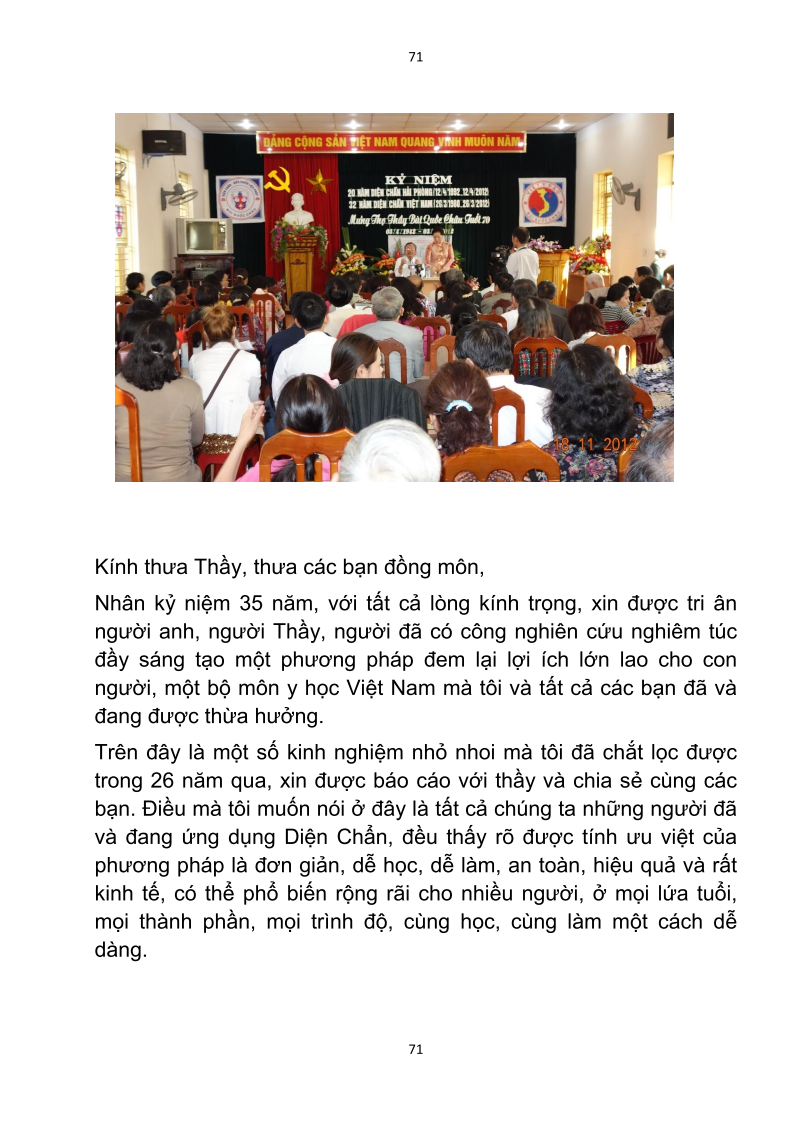 71
ĐẢNG CỘNG SẢN VIỆT NAM QUANG VINH MUÔN NĂM
KỶ NIỆM
20 NĂM DIỆN CHẨN HẢI PHÒNG (12/4/1992_12/4/2012)
32 NĂM DIỆN CHẨN VIỆT NAM (26/3/1980_26/3/2012)
Mừng Thọ Thầy Bùi Quốc Châu Tuổi 70
18 11 2012
Kính thưa Thầy, thưa các bạn đồng môn,
Nhân kỷ niệm 35 năm, với tất cả lòng kính trọng, xin được tri ân
người anh, người Thầy, người đã có công nghiên cứu nghiêm túc
đầy sáng tạo một phương pháp đem lại lợi ích lớn lao cho con
người, một bộ môn y học Việt Nam mà tôi và tất cả các bạn đã và
đang được thừa hưởng.
Trên đây là một số kinh nghiệm nhỏ nhoi mà tôi đã chắt lọc được
trong 26 năm qua, xin được báo cáo với thầy và chia sẻ cùng các
bạn. Điều mà tôi muốn nói ở đây là tất cả chúng ta những người đã
và đang ứng dụng Diện Chẩn, đều thấy rõ được tính ưu việt của
phương pháp là đơn giản, dễ học, dễ làm, an toàn, hiệu quả và rất
kinh tế, có thể phổ biến rộng rãi cho nhiều người, ở mọi lứa tuổi,
mọi thành phần, mọi trình độ, cùng học, cùng làm một cách dễ
dàng.
71